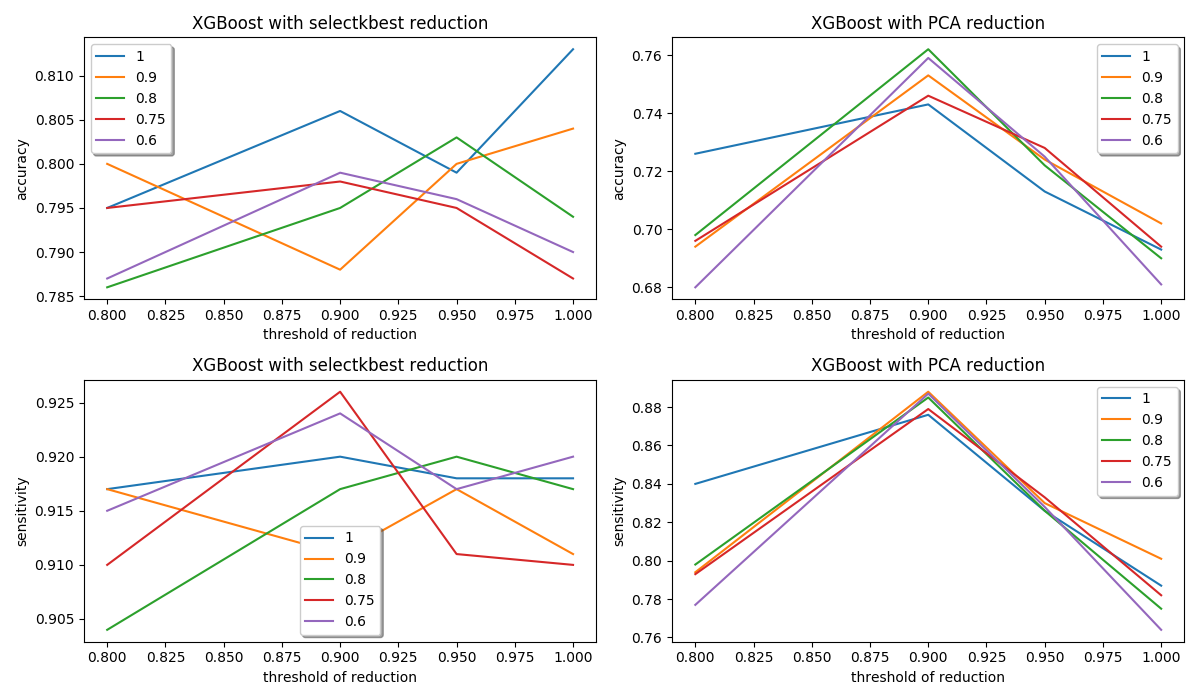 XGBoost with selectkbest reduction
accuracy
0.810
0.805
0.800
0.795
0.790
0.785
1
0.9
0.8
0.75
0.6
0.800 0.825 0.850 0.875 0.900 0.925 0.950 0.975 1.000
threshold of reduction
XGBoost with PCA reduction
accuracy
0.76
0.74
0.72
0.70
0.68
1
0.9
0.8
0.75
0.6
0.800 0.825 0.850 0.875 0.900 0.925 0.950 0.975 1.000
threshold of reduction
XGBoost with selectkbest reduction
sensitivity
0.925
0.920
0.915
0.910
0.905
1
0.9
0.8
0.75
0.6
0.800 0.825 0.850 0.875 0.900 0.925 0.950 0.975 1.000
threshold of reduction
XGBoost with PCA reduction
sensitivity
0.88
0.86
0.84
0.82
0.80
0.78
0.76
1
0.9
0.8
0.75
0.6
0.800 0.825 0.850 0.875 0.900 0.925 0.950 0.975 1.000
threshold of reduction